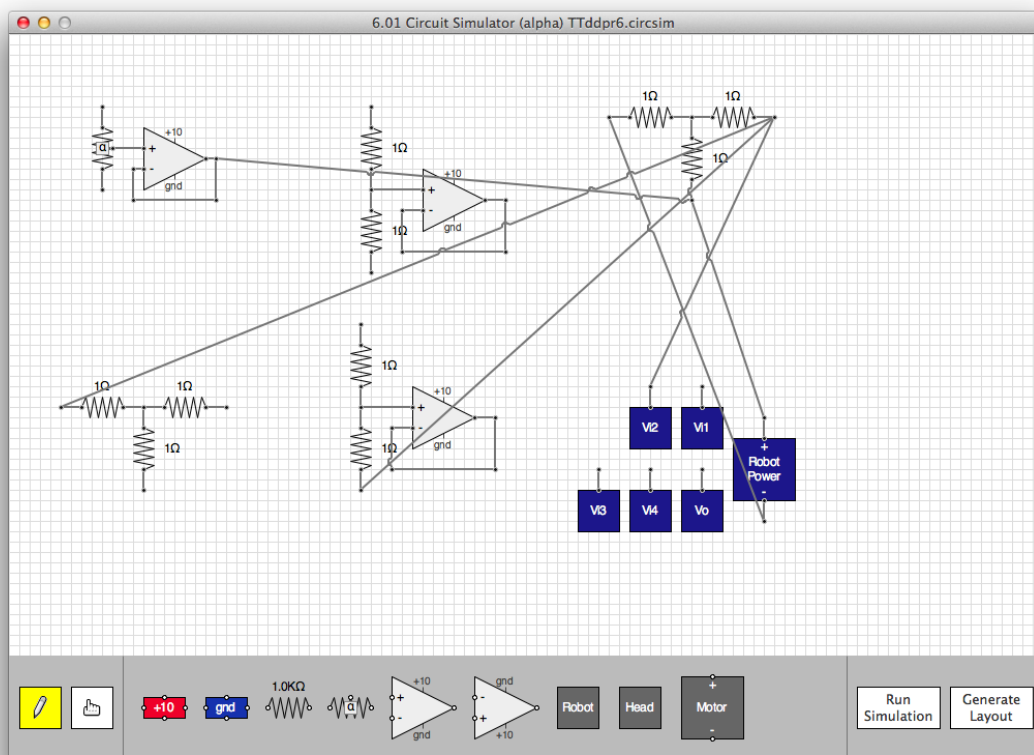 6.01 Circuit Simulator (alpha) TTddpr6.circsim
1Ω
1Ω
1Ω
α
+10
+
-
gnd
1Ω
1Ω
+10
+
-
gnd
1Ω
1Ω
1Ω
1Ω
1Ω
+10
+
-
gnd
Vi2
Vi1
+
Robot
Power
-
Vi3
Vi4
Vo
+10
gnd
1.0KΩ
α
+10
+
-
gnd
gnd
-
+
+10
Robot
Head
+
Motor
-
Run
Simulation
Generate
Layout